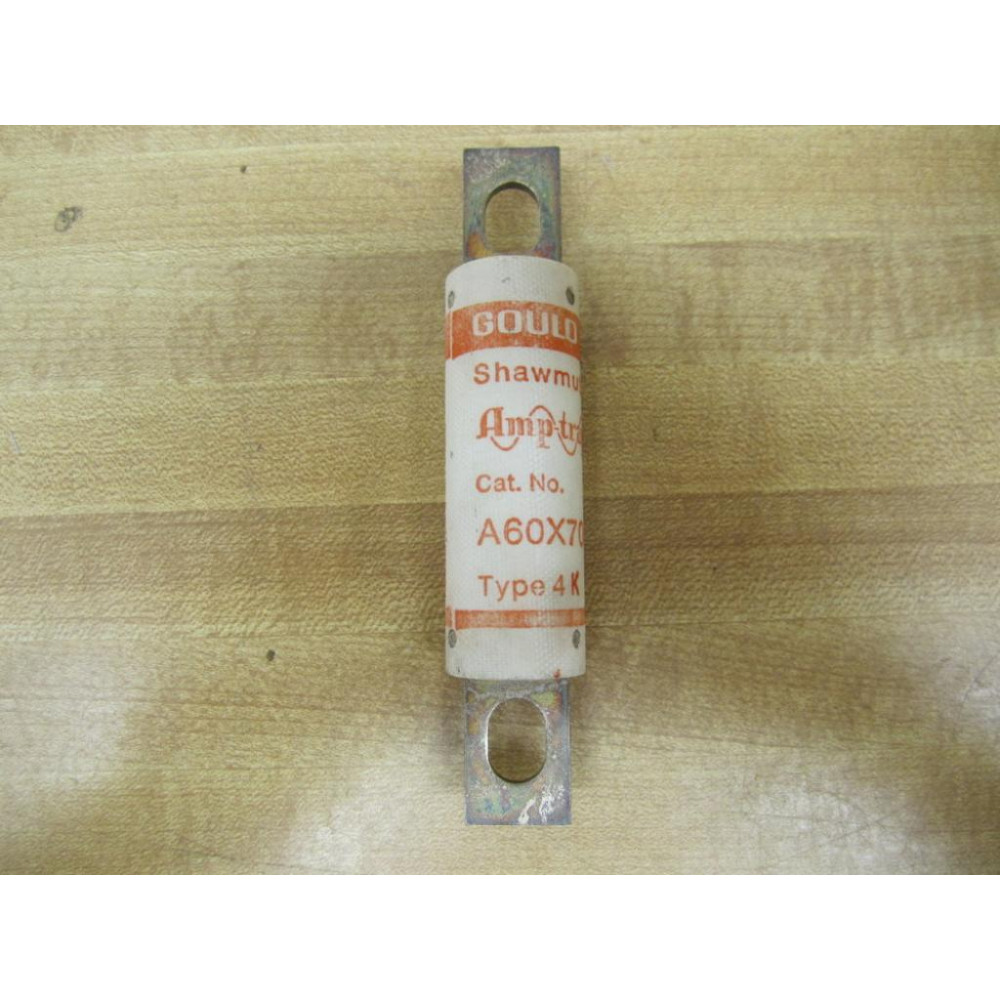 GOULD
Shawmu
Amp-tra
Cat. No.
A60X70
Type 4 K